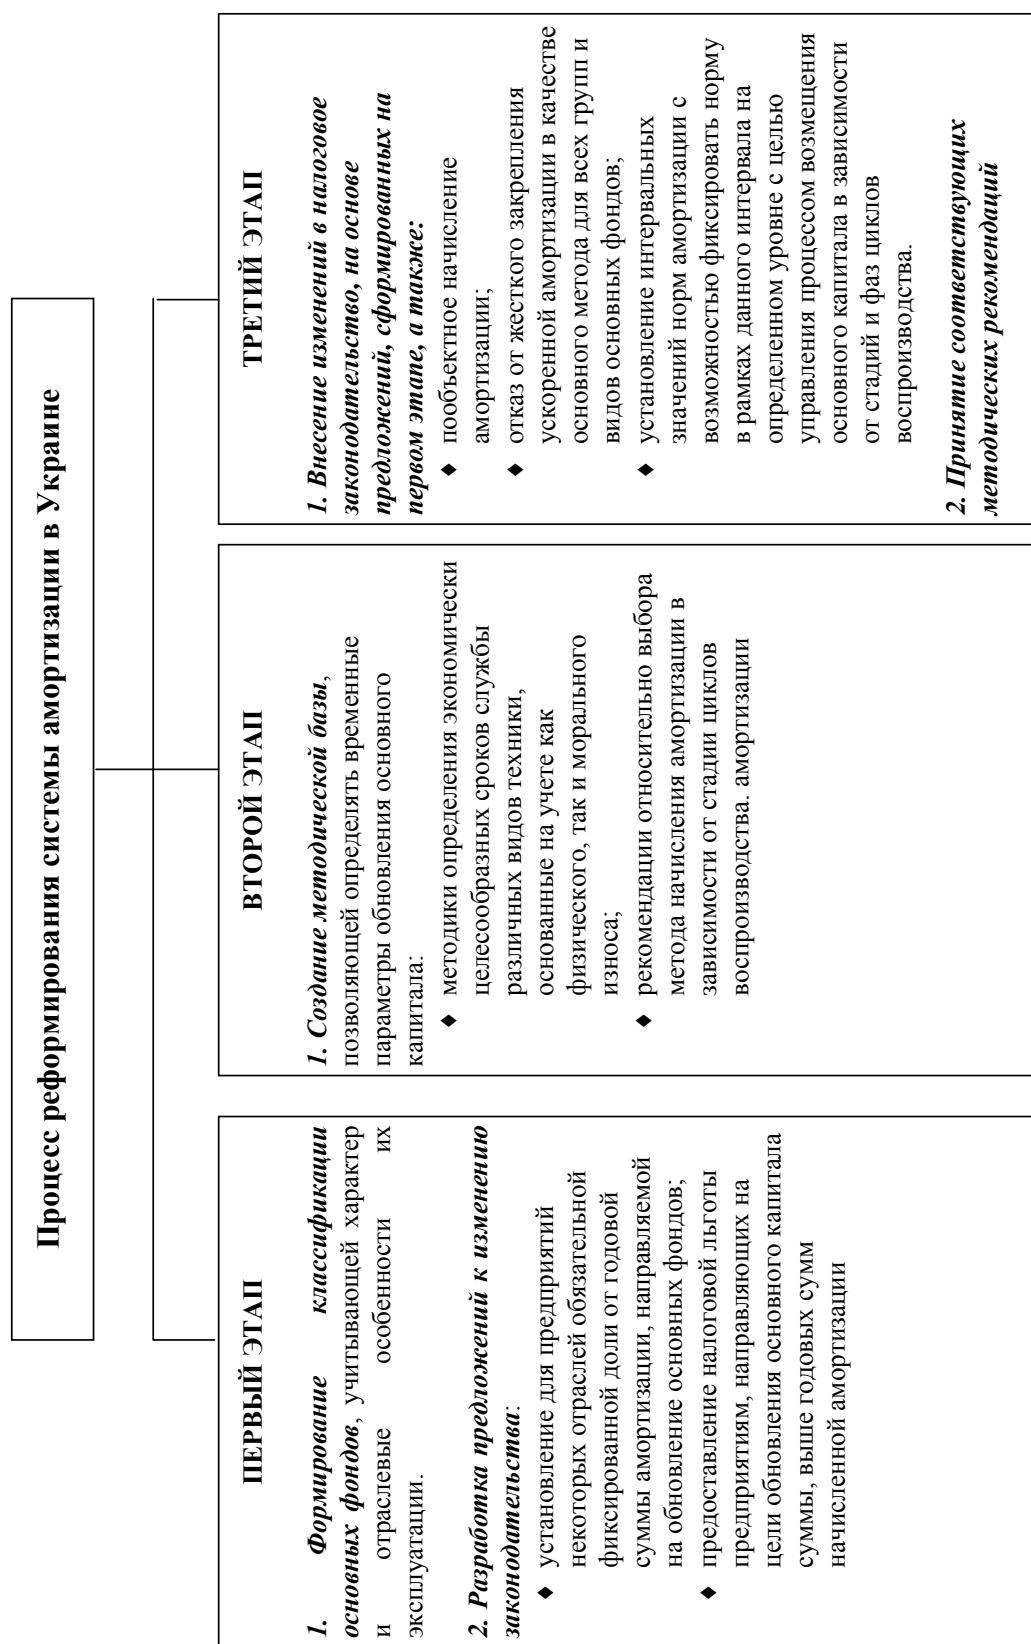 Процесс реформирования системы амортизации в Украине
ПЕРВЫЙ ЭТАП
1. Формирование классификации
основных фондов, учитывающей характер
и отраслевые особенности их
эксплуатации.
2. Разработка предложений к изменению
законодательства:
♦ установление для предприятий
некоторых отраслей обязательной
фиксированной доли от годовой
суммы амортизации, направляемой
на обновление основных фондов;
♦ предоставление налоговой льготы
предприятиям, направляющих на
цели обновления основного капитала
суммы, выше годовых сумм
начисленной амортизации
ВТОРОЙ ЭТАП
1. Создание методической базы,
позволяющей определять временные
параметры обновления основного
капитала:
♦ методики определения экономически
целесообразных сроков службы
различных видов техники,
основанные на учете как
физического, так и морального
износа;
♦ рекомендации относительно выбора
метода начисления амортизации в
зависимости от стадии циклов
воспроизводства. амортизации
ТРЕТИЙ ЭТАП
1. Внесение изменений в налоговое
законодательство, на основе
предложений, сформированных на
первом этапе, а также:
♦ пообъектное начисление
амортизации;
♦ отказ от жесткого закрепления
ускоренной амортизации в качестве
основного метода для всех групп и
видов основных фондов;
♦ установление интервальных
значений норм амортизации с
возможностью фиксировать норму
в рамках данного интервала на
определенном уровне с целью
управления процессом возмещения
основного капитала в зависимости
от стадий и фаз циклов
воспроизводства.
2. Принятие соответствующих
методических рекомендаций